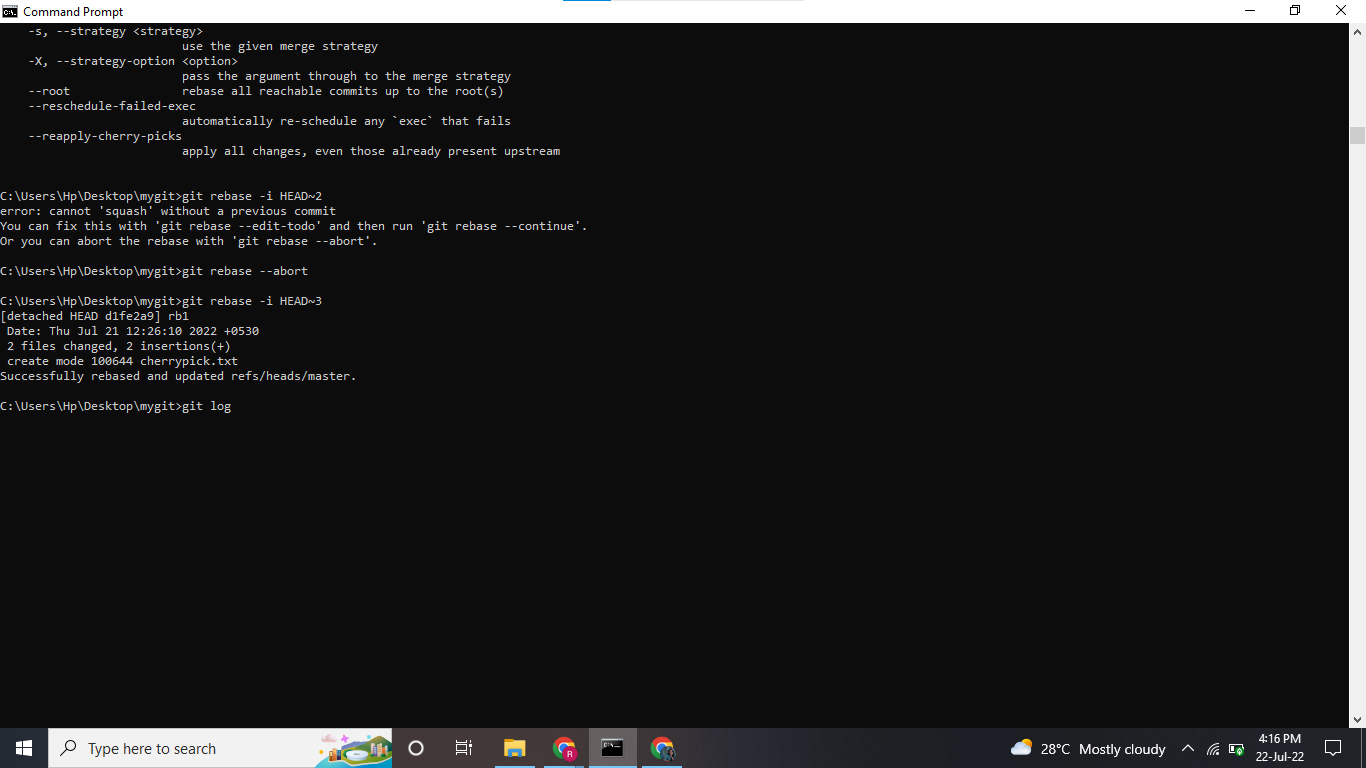 Command Prompt
-s, --strategy <strategy>
use the given merge strategy
-X, --strategy-option <option>
pass the argument through to the merge strategy
--root rebase all reachable commits up to the root(s)
--reschedule-failed-exec
automatically re-schedule any `exec` that fails
--reapply-cherry-picks
apply all changes, even those already present upstream
C:\Users\Hp\Desktop\mygit>git rebase -i HEAD~2
error: cannot 'squash' without a previous commit
You can fix this with 'git rebase --edit-todo' and then run 'git rebase --continue'.
Or you can abort the rebase with 'git rebase --abort'.
C:\Users\Hp\Desktop\mygit>git rebase --abort
C:\Users\Hp\Desktop\mygit>git rebase -i HEAD~3
[detached HEAD d1fe2a9] rb1
Date: Thu Jul 21 12:26:10 2022 +0530
2 files changed, 2 insertions(+)
create mode 100644 cherrypick.txt
Successfully rebased and updated refs/heads/master.
C:\Users\Hp\Desktop\mygit>git log
Type here to search
R
28°C Mostly cloudy
4:16 PM
22-Jul-22